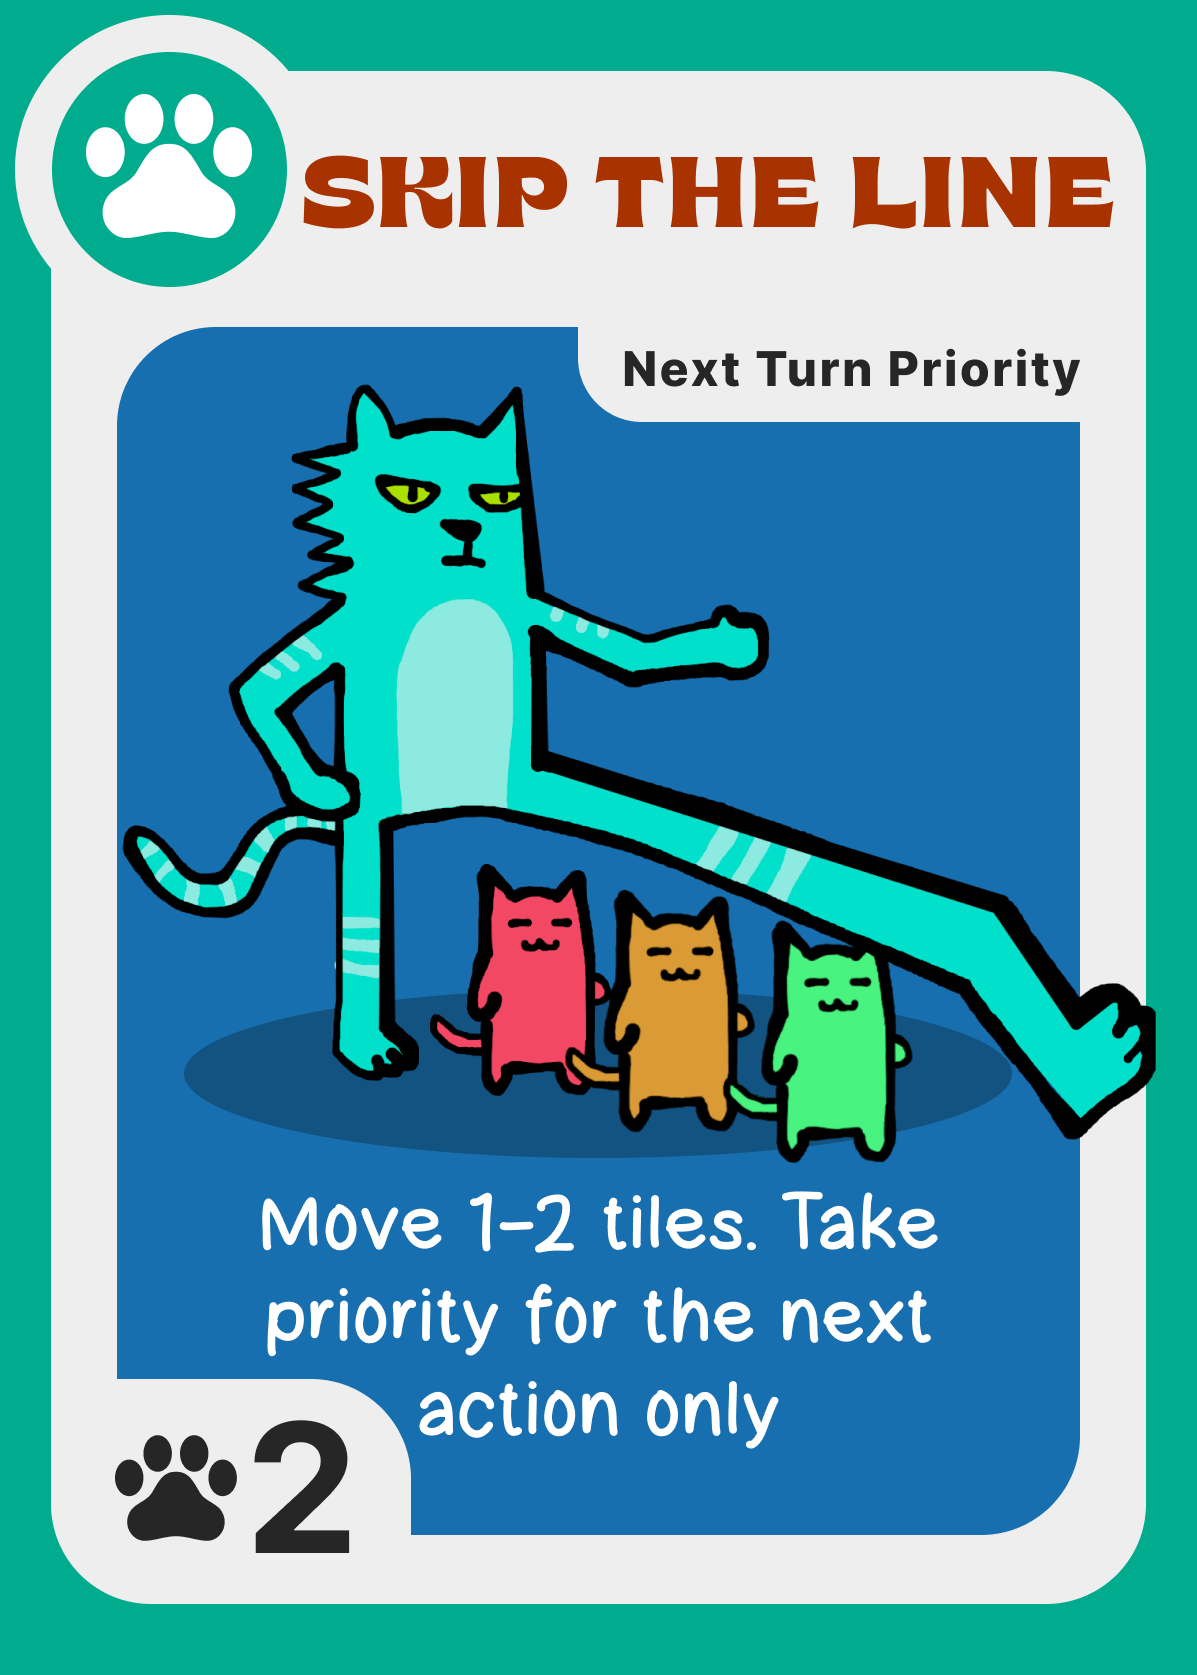 SKIP THE LINE
Next Turn Priority
Move 1-2 tiles. Take
priority for the next
action only
2